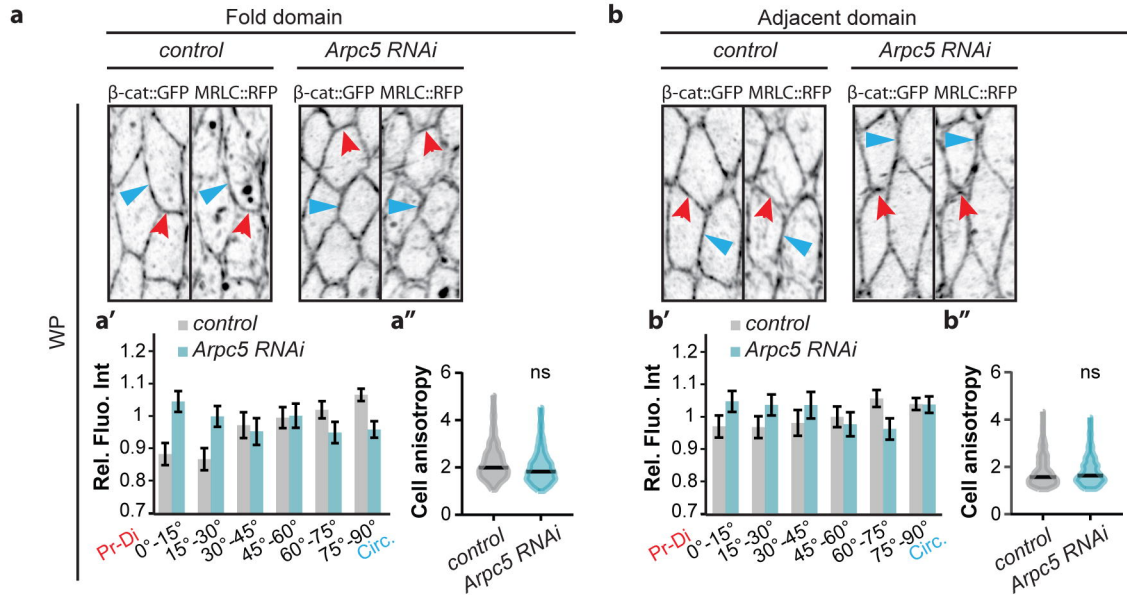 a
Fold domain
control
Arpc5 RNAi
β-cat::GFP MRLC::RFP
β-cat::GFP MRLC::RFP
WP
a’
control
Arpc5 RNAi
Rel. Fluo. Int
1.2
1.1
1
0.9
0.8
0.7
Pr-Di
0°-15°
15°-30°
30°-45°
45°-60°
60°-75°
75°-90°
Circ.
a”
Cell anisotropy
6
4
2
0
ns
control
Arpc5 RNAi
b
Adjacent domain
control
Arpc5 RNAi
β-cat::GFP MRLC::RFP
β-cat::GFP MRLC::RFP
b’
control
Arpc5 RNAi
Rel. Fluo. Int
1.2
1.1
1
0.9
0.8
0.7
Pr-Di
0°-15°
15°-30°
30°-45°
45°-60°
60°-75°
75°-90°
Circ.
b”
Cell anisotropy
6
4
2
0
ns
control
Arpc5 RNAi